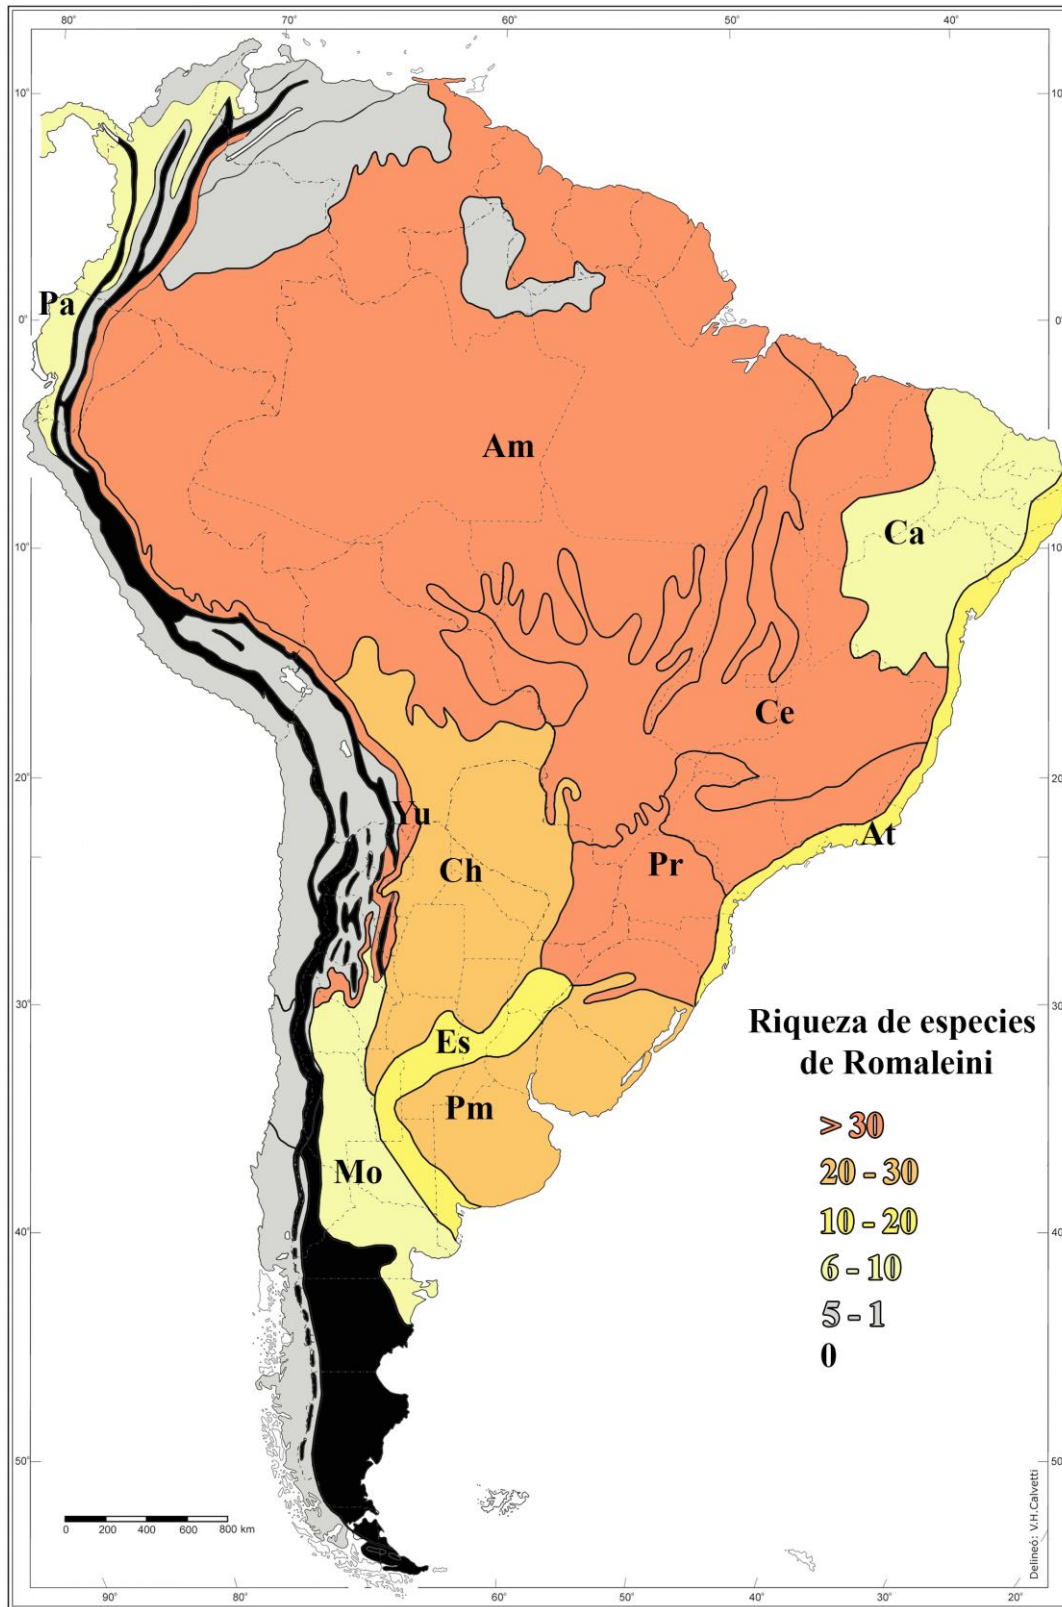 80° 70° 60° 50° 40°
10° 10
Pa
0° 0°
Am
Ca
10° 10
Ce
20° 20
Yu
At
Ch
Pr
30° 30
Riqueza de especies
de Romaleini
Es
Pm
> 30
20 - 30
Mo
10 - 20
40° 40
6 - 10
5 - 1
0
50° 50
0 200 400 600 800 km
Delineó: V.H.Calvetti
90° 80° 60° 50° 40° 30° 20°